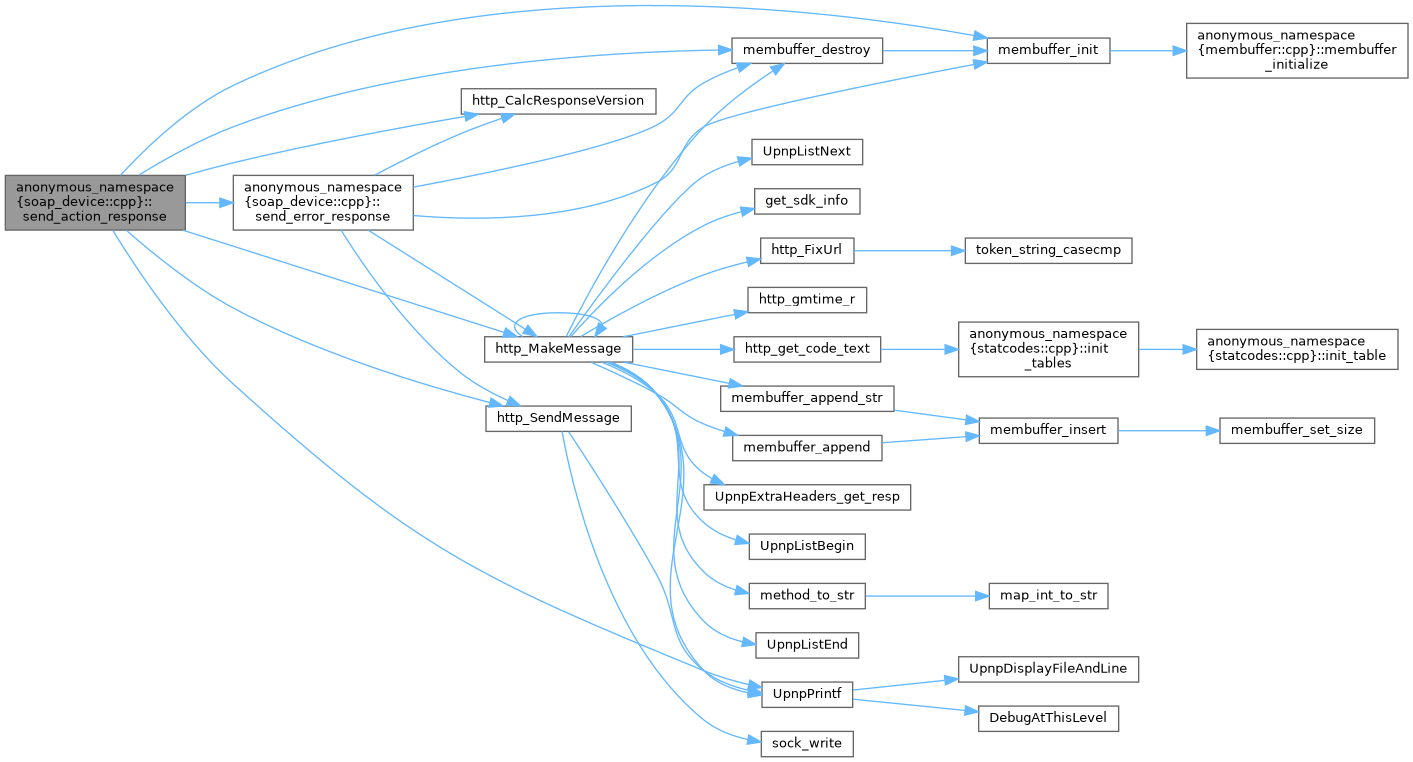 anonymous_namespace
{soap_device::cpp}::
send_action_response
anonymous_namespace
{soap_device::cpp}::
send_error_response
http_CalcResponseVersion
http_MakeMessage
http_SendMessage
membuffer_destroy
UpnpListNext
get_sdk_info
http_FixUrl
http_gmtime_r
http_get_code_text
membuffer_append_str
membuffer_append
UpnpExtraHeaders_get_resp
UpnpListBegin
method_to_str
UpnpListEnd
UpnpPrintf
sock_write
membuffer_init
token_string_casecmp
anonymous_namespace
{statcodes::cpp}::init
_tables
membuffer_insert
map_int_to_str
UpnpDisplayFileAndLine
DebugAtThisLevel
anonymous_namespace
{membuffer::cpp}::membuffer
_initialize
anonymous_namespace
{statcodes::cpp}::init_table
membuffer_set_size